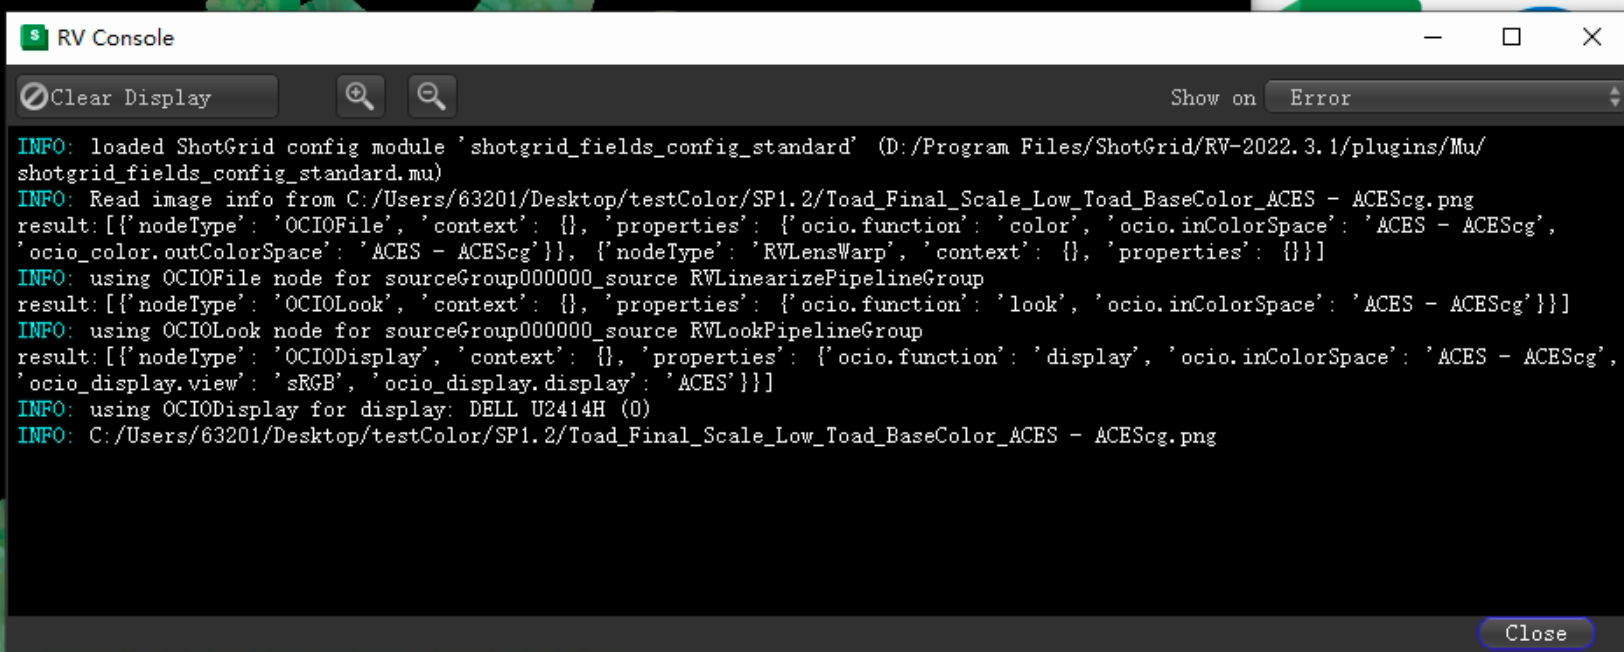 RV Console
Clear Display
Show on Error
INFO: loaded ShotGrid config module 'shotgrid_fields_config_standard' (D:/Program Files/ShotGrid/RV-2022.3.1/plugins/Mu/
shotgrid_fields_config_standard.mu)
INFO: Read image info from C:/Users/63201/Desktop/testColor/SP1.2/Toad_Final_Scale_Low_Toad_BaseColor_ACES - ACEScg.png
result:[{'nodeType': 'OCIOFile', 'context': {}, 'properties': {'ocio.function': 'color', 'ocio.inColorSpace': 'ACES - ACEScg',
'ocio_color.outColorSpace': 'ACES - ACEScg'}}, {'nodeType': 'RVLensWarp', 'context': {}, 'properties': {}}]
INFO: using OCIOFile node for sourceGroup000000_source RVLinearizePipelineGroup
result:[{'nodeType': 'OCIOLook', 'context': {}, 'properties': {'ocio.function': 'look', 'ocio.inColorSpace': 'ACES - ACEScg'}}]
INFO: using OCIOLook node for sourceGroup000000_source RVLookPipelineGroup
result:[{'nodeType': 'OCIODisplay', 'context': {}, 'properties': {'ocio.function': 'display', 'ocio.inColorSpace': 'ACES - ACEScg',
'ocio_display.view': 'sRGB', 'ocio_display.display': 'ACES'}}]
INFO: using OCIODisplay for display: DELL U2414H (0)
INFO: C:/Users/63201/Desktop/testColor/SP1.2/Toad_Final_Scale_Low_Toad_BaseColor_ACES - ACEScg.png
Close